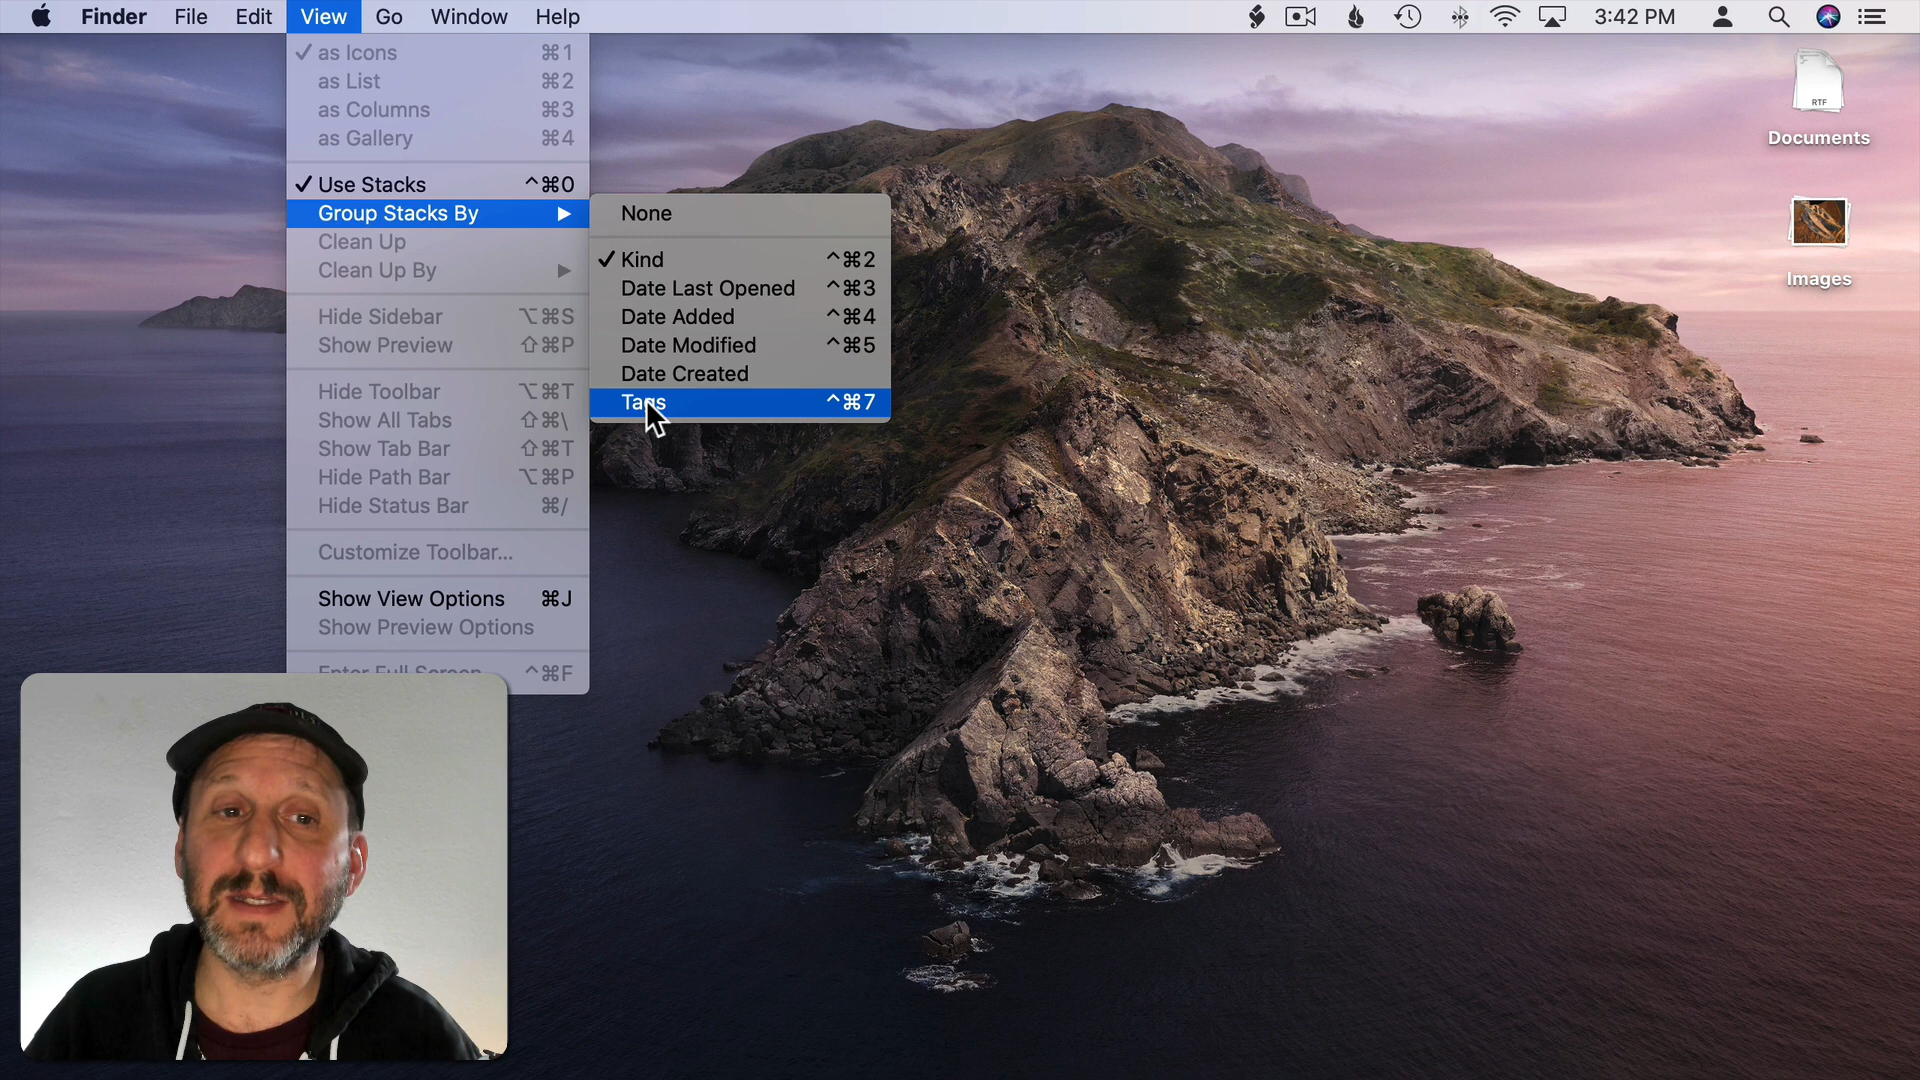 Finder File Edit View Go Window Help 3:42 PM
✓ as Icons ⌘1
as List ⌘2
as Columns ⌘3
as Gallery ⌘4
✓ Use Stacks ^⌘0
Group Stacks By ▶
Clean Up
Clean Up By ▶
Hide Sidebar ⌥⌘S
Show Preview ⇧⌘P
Hide Toolbar ⌥⌘T
Show All Tabs ⇧⌘\
Show Tab Bar ⇧⌘T
Hide Path Bar ⌥⌘P
Hide Status Bar ⌘/
Customize Toolbar...
Show View Options ⌘J
Show Preview Options
Enter Full Screen ^⌘F
None
✓ Kind ^⌘2
Date Last Opened ^⌘3
Date Added ^⌘4
Date Modified ^⌘5
Date Created
Tags ^⌘7
RTF
Documents
Images